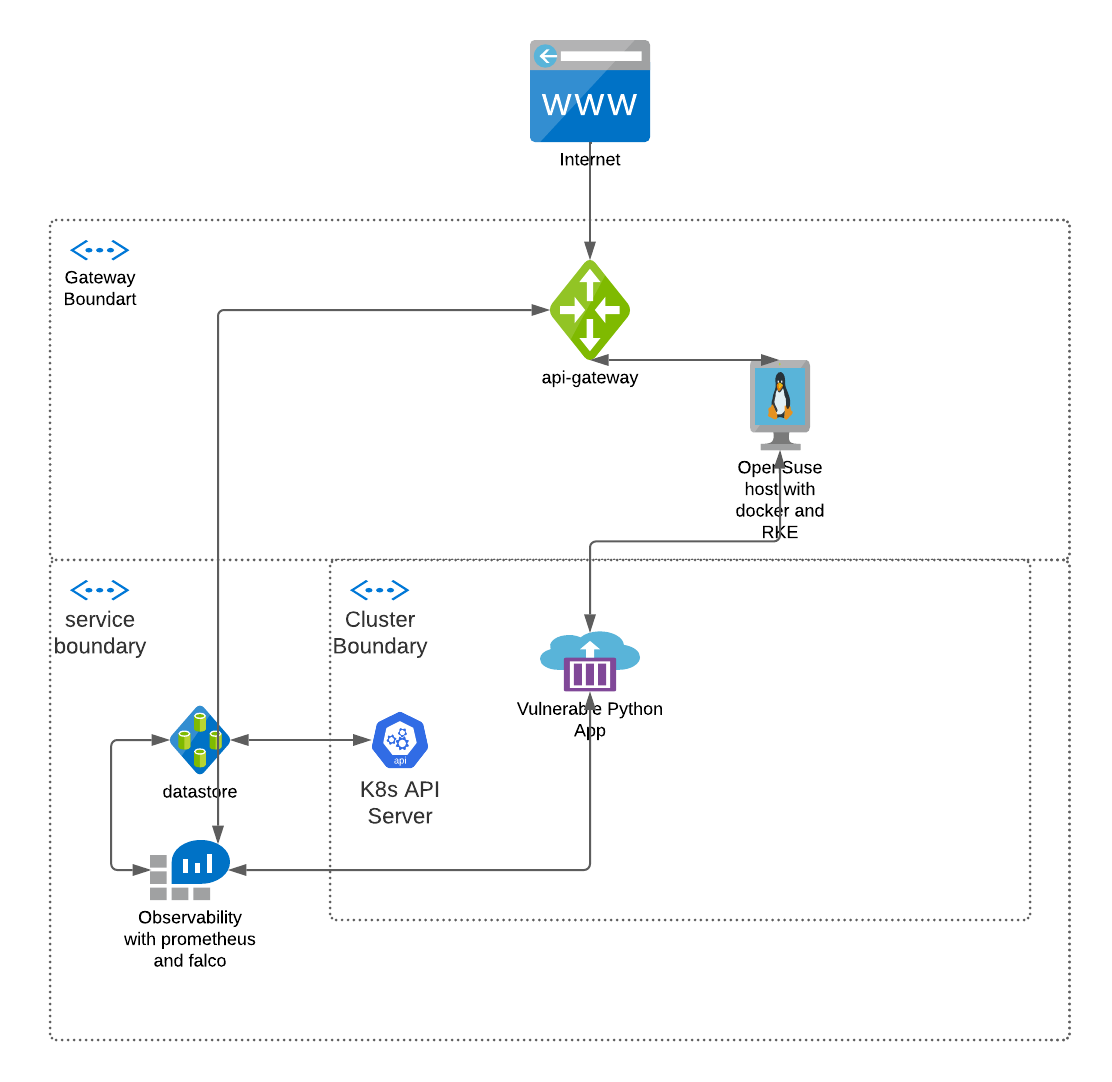 WWW
Internet
Gateway
Boundart
api-gateway
Open Suse
host with
docker and
RKE
service
boundary
Cluster
Boundary
Vulnerable Python
App
api
datastore
K8s API
Server
Observability
with prometheus
and falco